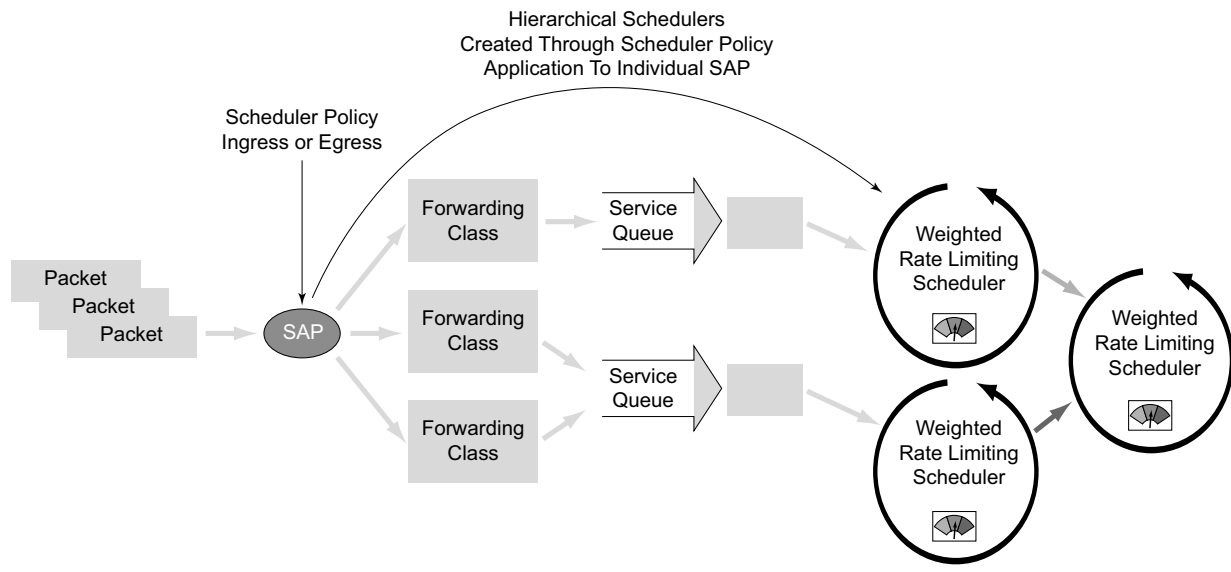 Hierarchical Schedulers
Created Through Scheduler Policy
Application To Individual SAP
Scheduler Policy
Ingress or Egress
Packet
Packet
Packet
SAP
Forwarding
Class
Forwarding
Class
Forwarding
Class
Service
Queue
Service
Queue
Weighted
Rate Limiting
Scheduler
Weighted
Rate Limiting
Scheduler
Weighted
Rate Limiting
Scheduler